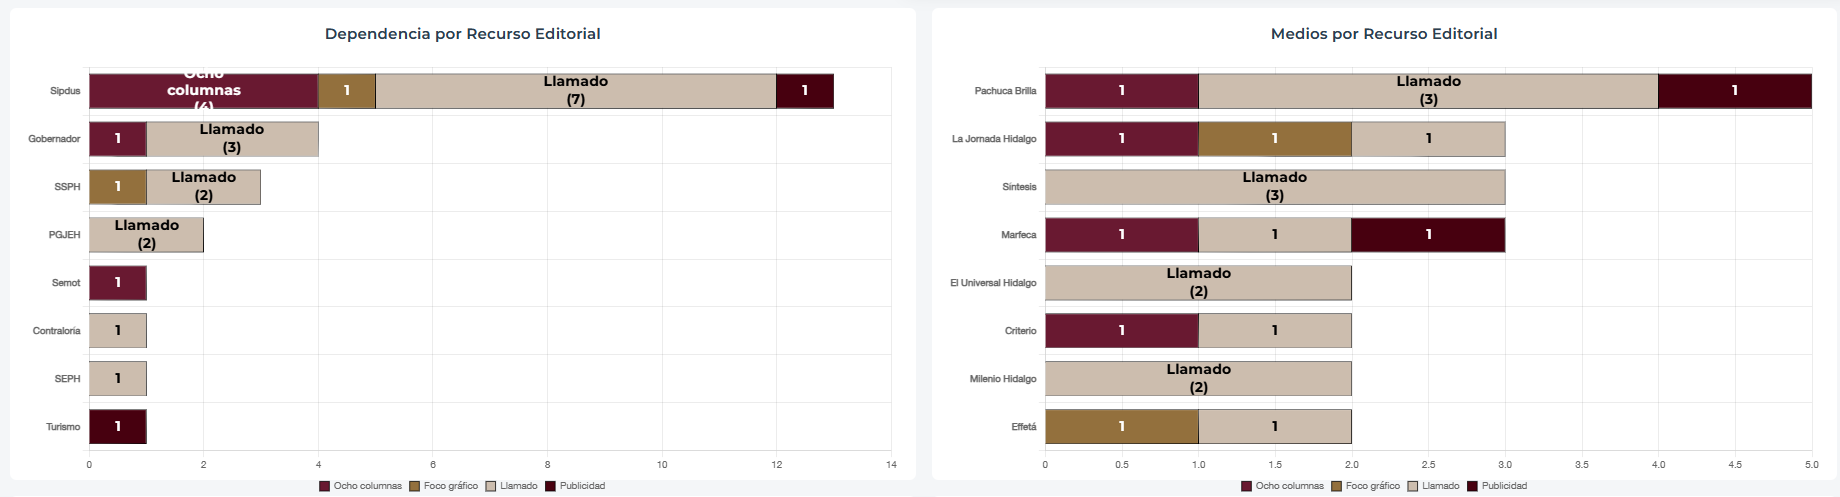 Dependencia por Recurso Editorial
Sipdus
Ocho
columnas
(4)
1
Llamado
(7)
1
Gobernador
1
Llamado
(3)
SSPH
1
Llamado
(2)
PGJEH
Llamado
(2)
Semot
1
Contraloria
1
SEPH
1
Turismo
1
0 2 4 6 8 10 12 14
Ocho columnas Foco gráfico Llamado Publicidad
Medios por Recurso Editorial
Pachuca Brilla
1
Llamado
(3)
1
La Jornada Hidalgo
1
1
1
Sintesis
Llamado
(3)
Marfeca
1
1
1
El Universal Hidalgo
Llamado
(2)
Criterio
1
1
Milenio Hidalgo
Llamado
(2)
Effetá
1
1
0 0.5 1.0 1.5 2.0 2.5 3.0 3.5 4.0 4.5 5.0
Ocho columnas Foco gráfico Llamado Publicidad